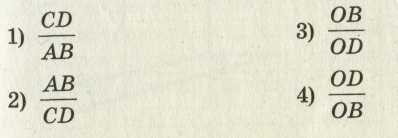 1) CD/AB
2) AB/CD
3) OB/OD
4) OD/OB